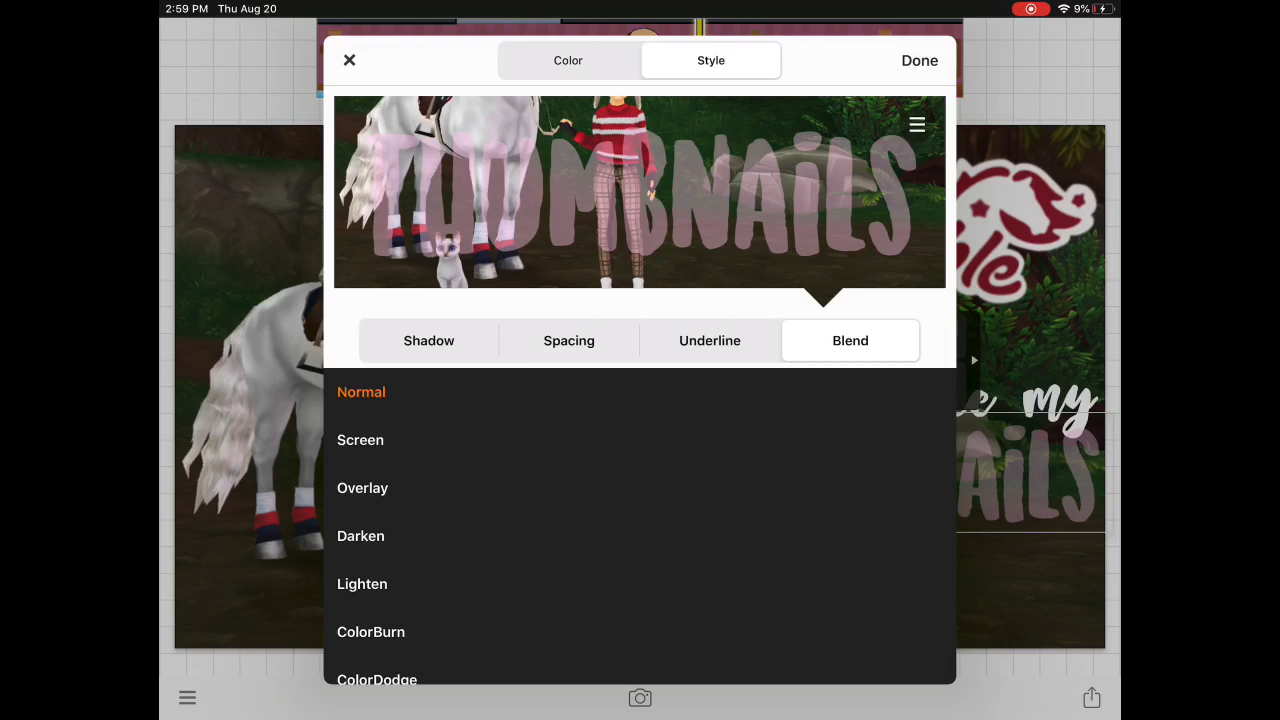 2:59 PM Thu Aug 20
9%
Color
Style
Done
THUMBNAiLS
Shadow
Spacing
Underline
Blend
Normal
my
Screen
AiLS
Overlay
Darken
Lighten
ColorBurn
ColorDodge